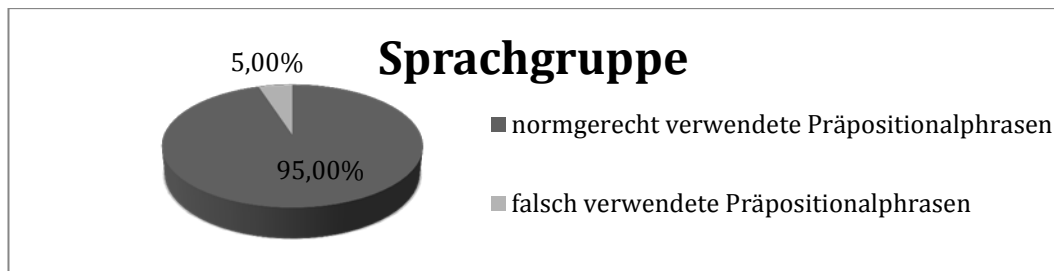 Sprachgruppe
5,00%
95,00%
normgerecht verwendete Präpositionalphrasen
falsch verwendete Präpositionalphrasen